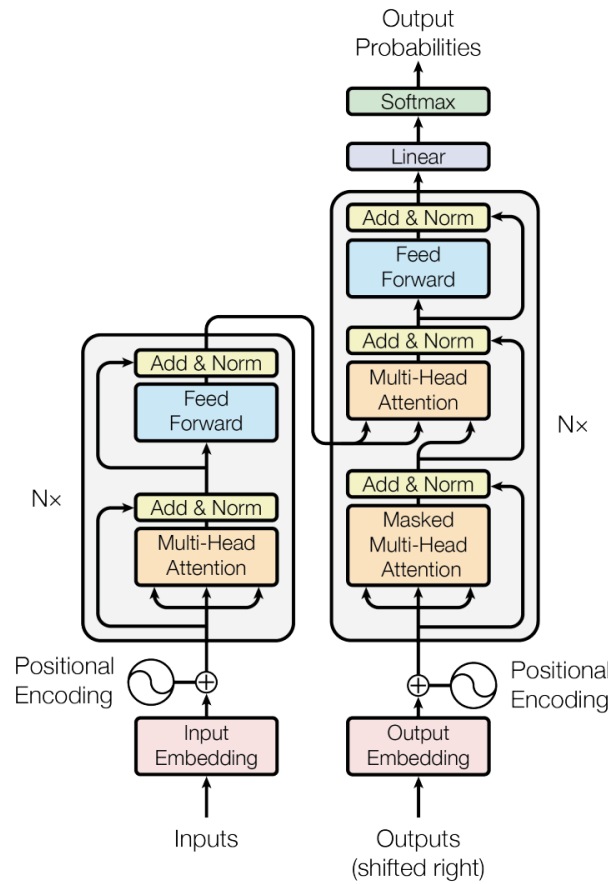 Output
Probabilities
Softmax
Linear
Add & Norm
Feed
Forward
Add & Norm
Multi-Head
Attention
Add & Norm
Masked
Multi-Head
Attention
N×
Add & Norm
Feed
Forward
Add & Norm
Multi-Head
Attention
N×
Positional
Encoding
Positional
Encoding
Input
Embedding
Output
Embedding
Inputs
Outputs
(shifted right)